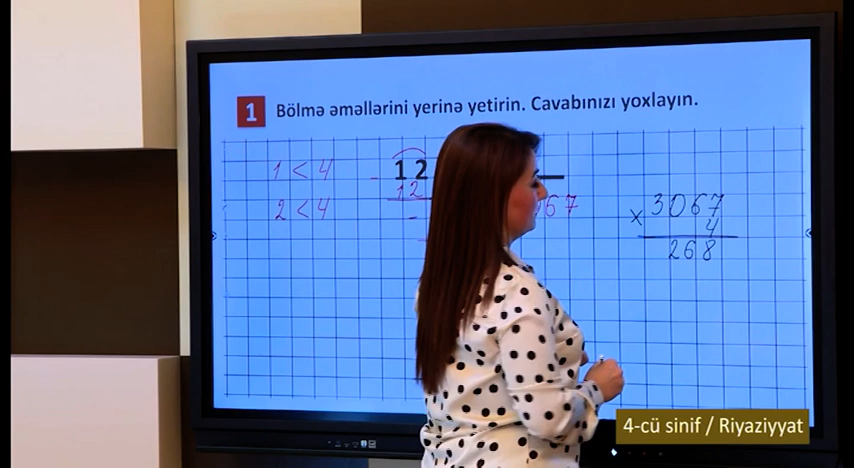 1 Bölmə əməllərini yerinə yetirin. Cavabınızı yoxlayın.
1 < 4
2 < 4
- 12
12
-
67
x 3067
4
268
4-cü sinif / Riyaziyyat